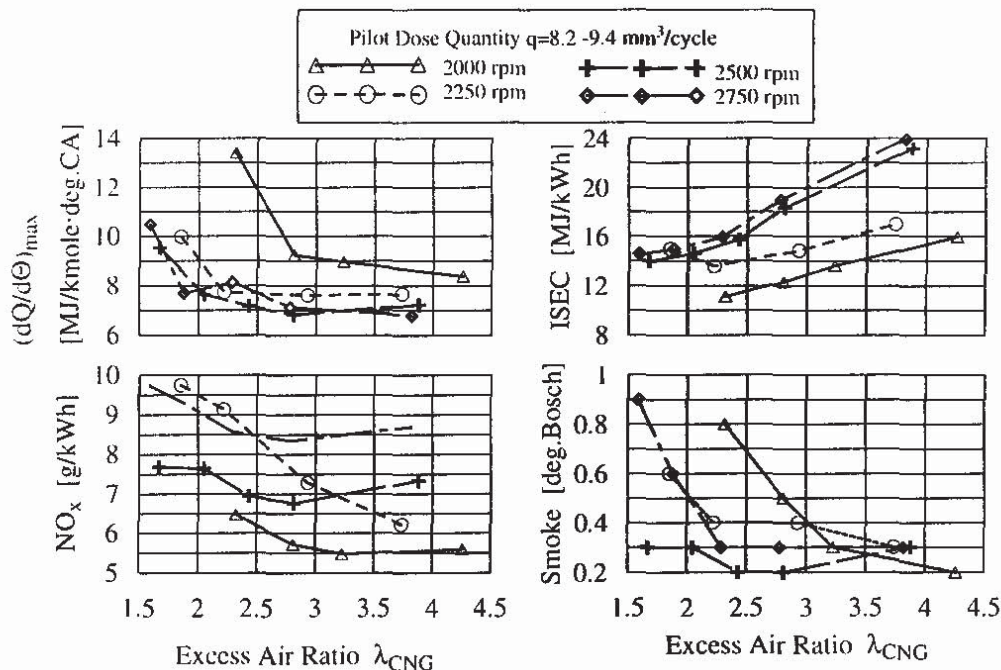 Pilot Dose Quantity q=8.2 -9.4 mm³/cycle
2000 rpm
2500 rpm
2250 rpm
2750 rpm
(dQ/dΘ)max
[MJ/kmole·deg.CA]
14
12
10
8
7
6
ISEC [MJ/kWh]
24
20
16
12
8
NOx [g/kWh]
10
9
8
7
6
5
1.5 2 2.5 3 3.5 4 4.5
Excess Air Ratio λCNG
Smoke [deg.Bosch]
1
0.8
0.6
0.4
0.2
1.5 2 2.5 3 3.5 4 4.5
Excess Air Ratio λCNG